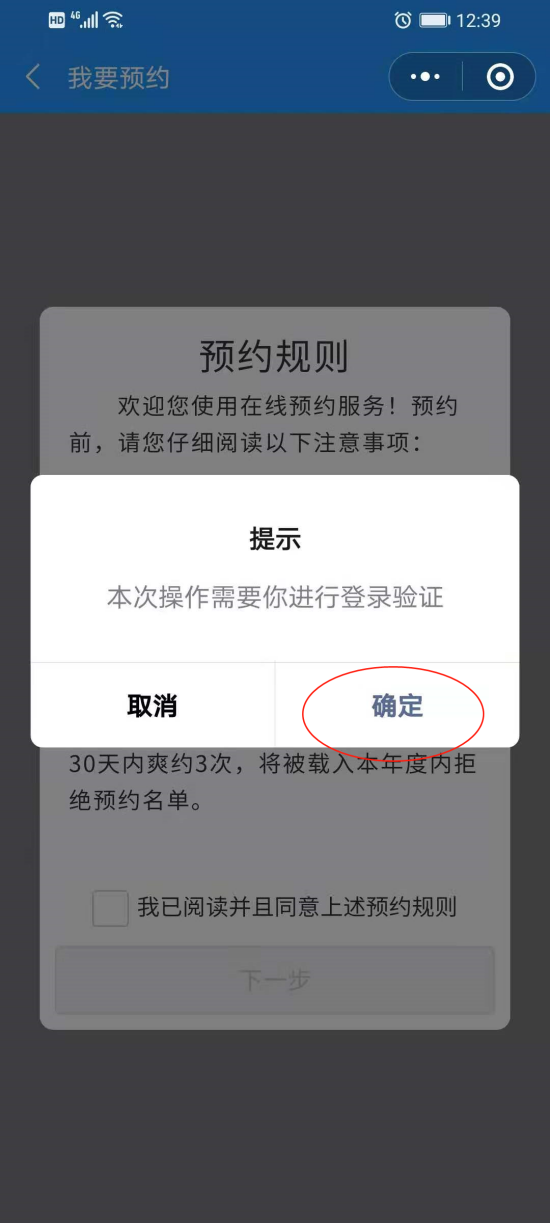 HD 4G 12:39
我要预约
预约规则
欢迎您使用在线预约服务！预约
前，请您仔细阅读以下注意事项：
提示
本次操作需要你进行登录验证
取消 确定
30天内爽约3次，将被载入本年度内拒
绝预约名单。
我已阅读并且同意上述预约规则
下一步